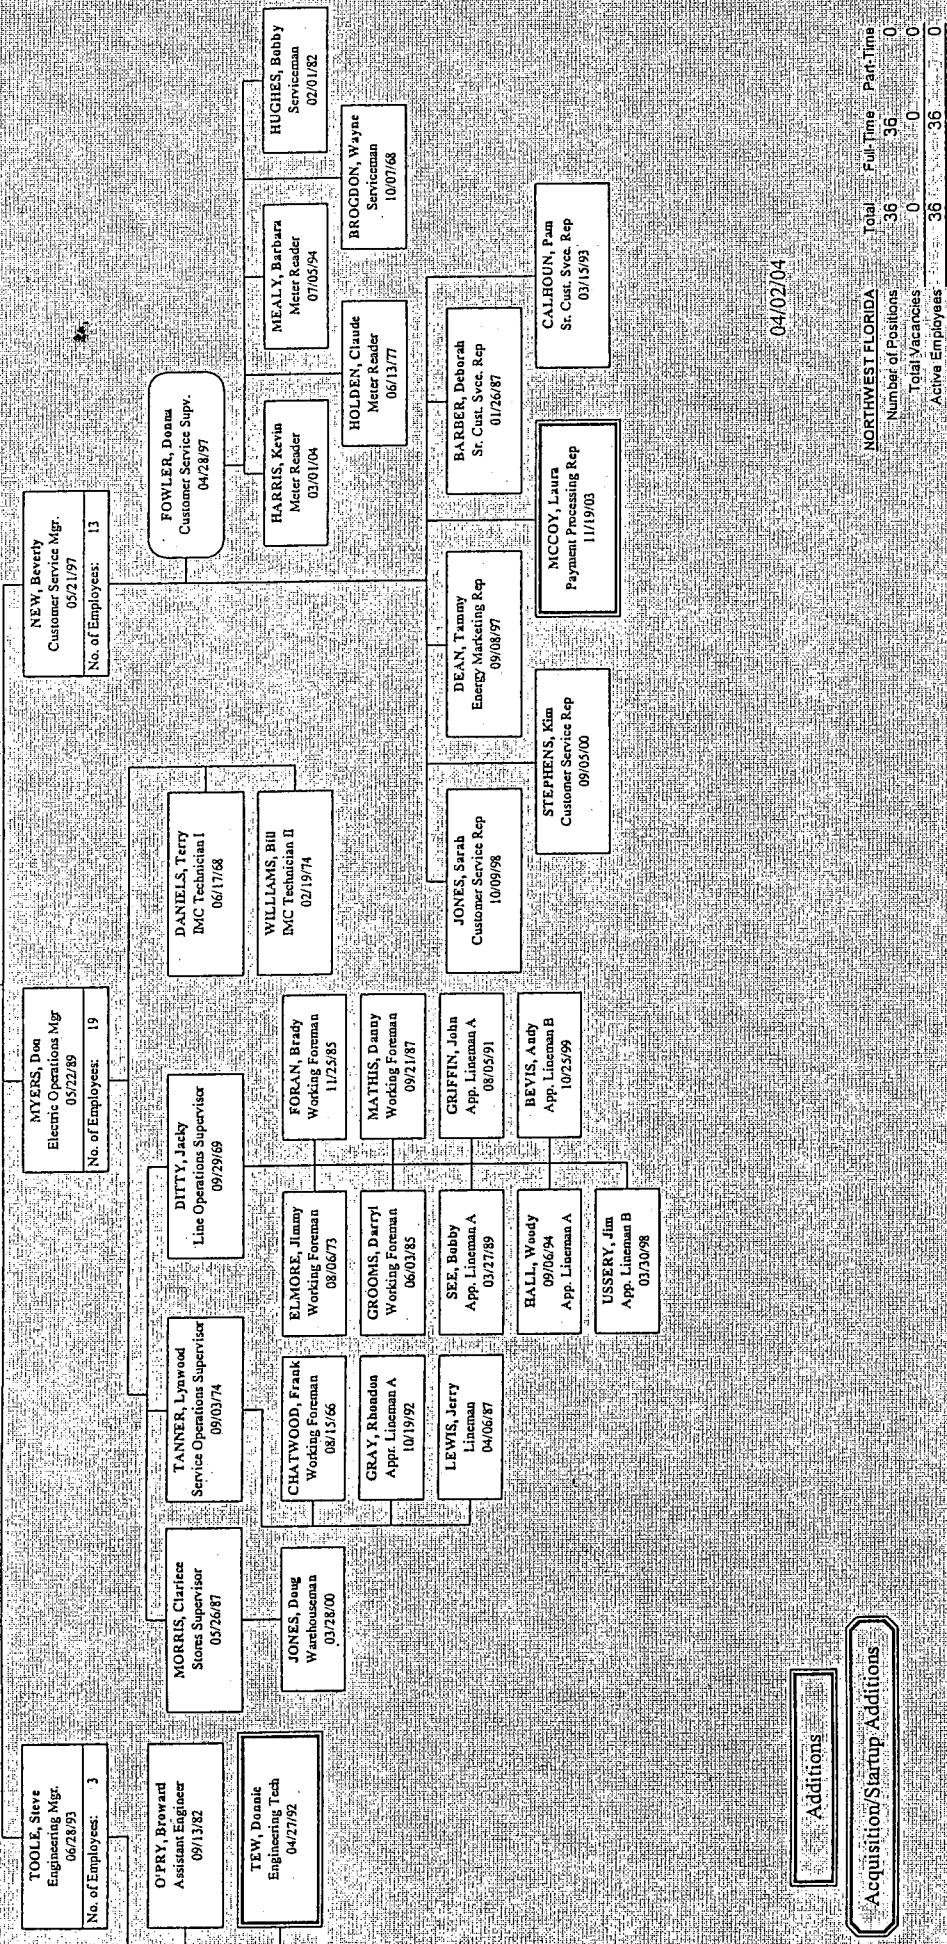 TOOLE, Steve
Engineering Mgr.
06/28/93
No. of Employees: 3
O'PRY, Broward
Assistant Engineer
09/13/82
TEW, Donnie
Engineering Tech
04/27/92
MYERS, Don
Electric Operations Mgr
05/22/89
No. of Employees: 19
MORRIS, Clariece
Stores Supervisor
05/26/87
JONES, Doug
Warehouseman
03/28/00
TANNER, Lynwood
Service Operations Supervisor
09/03/74
CHATWOOD, Frank
Working Foreman
08/15/66
GRAY, Rhondon
Appr. Lineman A
10/19/92
LEWIS, Jerry
Lineman
04/06/87
DITTY, Jacky
Line Operations Supervisor
09/29/69
ELMORE, Jimmy
Working Foreman
08/06/73
FORAN, Brady
Working Foreman
11/25/85
GROOMS, Darryl
Working Foreman
06/03/85
MATHIS, Danny
Working Foreman
09/21/87
SEE, Bobby
App. Lineman A
03/27/89
GRIFFIN, John
App. Lineman A
08/05/91
HALL, Woody
09/06/94
App. Lineman A
BEVIS, Andy
App. Lineman B
10/25/99
USSERY, Jim
App. Lineman B
03/30/98
DANIELS, Terry
IMC Technician I
06/17/68
WILLIAMS, Bill
IMC Technician II
02/19/74
NEW, Beverly
Customer Service Mgr.
05/21/97
No. of Employees: 13
FOWLER, Donna
Customer Service Supv.
04/28/97
HARRIS, Kevin
Meter Reader
03/01/04
MEALY, Barbara
Meter Reader
07/05/94
HUGHES, Bobby
Serviceman
02/01/82
HOLDEN, Claude
Meter Reader
06/13/77
BROGDON, Wayne
Serviceman
10/07/68
JONES, Sarah
Customer Service Rep
10/09/98
DEAN, Tammy
Energy Marketing Rep
09/08/97
BARBER, Deborah
Sr. Cust. Svce. Rep
01/26/87
STEPHENS, Kim
Customer Service Rep
09/05/00
MCCOY, Laura
Payment Processing Rep
11/19/03
CALHOUN, Pam
Sr. Cust. Svce. Rep
03/15/93
04/02/04
Additions
Acquisition/Startup Additions
NORTHWEST FLORIDA Total Full-Time Part-Time
Number of Positions 36 36 0
Total Vacancies 0 0 0
Active Employees 36 36 0